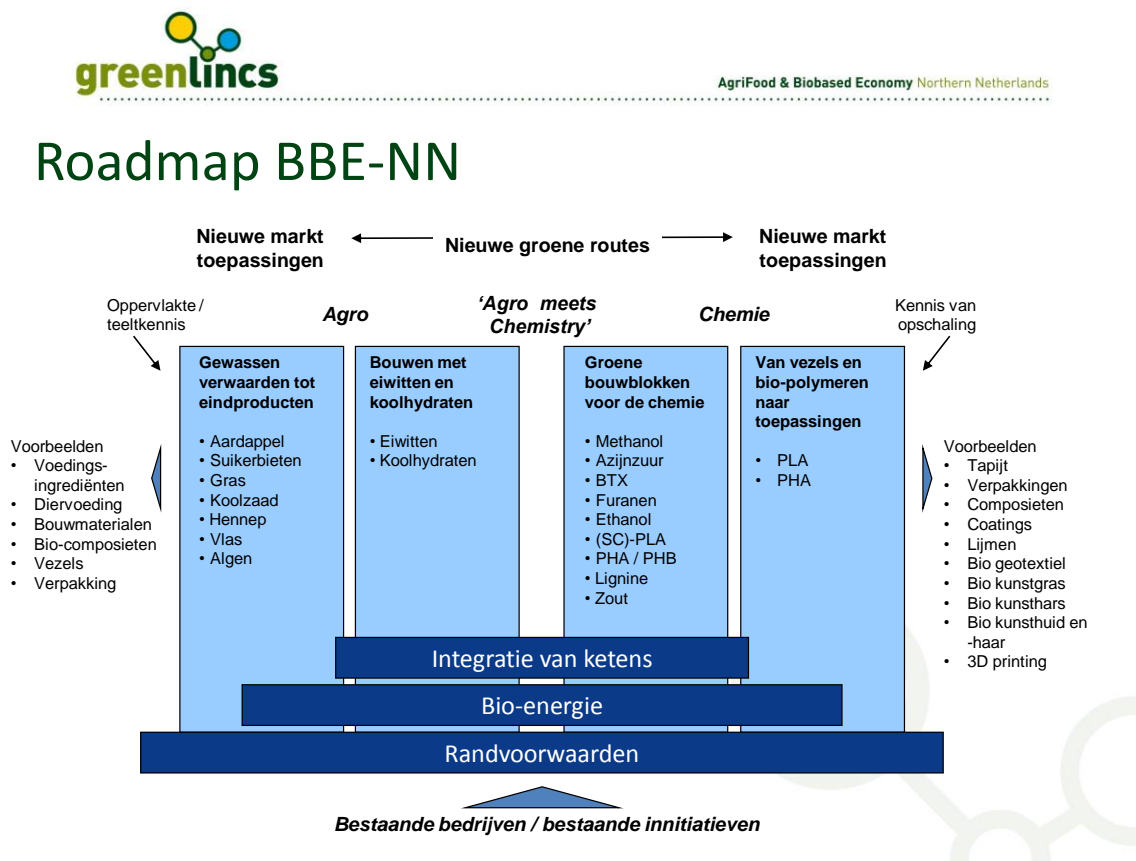 greenlincs
AgriFood & Biobased Economy Northern Netherlands
Roadmap BBE-NN
Nieuwe markt
toepassingen
Nieuwe groene routes
Nieuwe markt
toepassingen
Oppervlakte /
teeltkennis
Agro
'Agro meets
Chemistry'
Chemie
Kennis van
opschaling
Gewassen
verwaarden tot
eindproducten
• Aardappel
• Suikerbieten
• Gras
• Koolzaad
• Hennep
• Vlas
• Algen
Bouwen met
eiwitten en
koolhydraten
• Eiwitten
• Koolhydraten
Groene
bouwblokken
voor de chemie
• Methanol
• Azijnzuur
• BTX
• Furanen
• Ethanol
• (SC)-PLA
• PHA / PHB
• Lignine
• Zout
Van vezels en
bio-polymeren
naar
toepassingen
• PLA
• PHA
Voorbeelden
• Voedings-
ingrediënten
• Diervoeding
• Bouwmaterialen
• Bio-composieten
• Vezels
• Verpakking
Voorbeelden
• Tapijt
• Verpakkingen
• Composieten
• Coatings
• Lijmen
• Bio geotextiel
• Bio kunstgras
• Bio kunsthars
• Bio kunsthuid en
-haar
• 3D printing
Integratie van ketens
Bio-energie
Randvoorwaarden
Bestaande bedrijven / bestaande innitiatieven